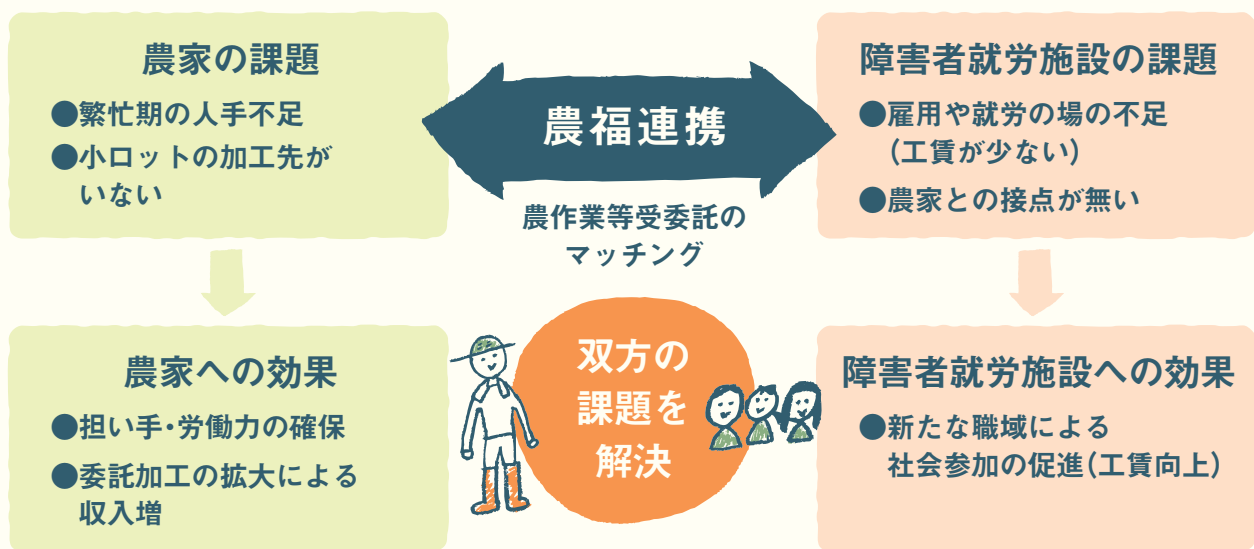 農家の課題
●繁忙期の人手不足
●小ロットの加工先が
いない
農福連携
農作業等受委託の
マッチング
障害者就労施設の課題
●雇用や就労の場の不足
(工賃が少ない)
●農家との接点が無い
農家への効果
●担い手・労働力の確保
●委託加工の拡大による
収入増
双方の
課題を
解決
障害者就労施設への効果
●新たな職域による
社会参加の促進(工賃向上)